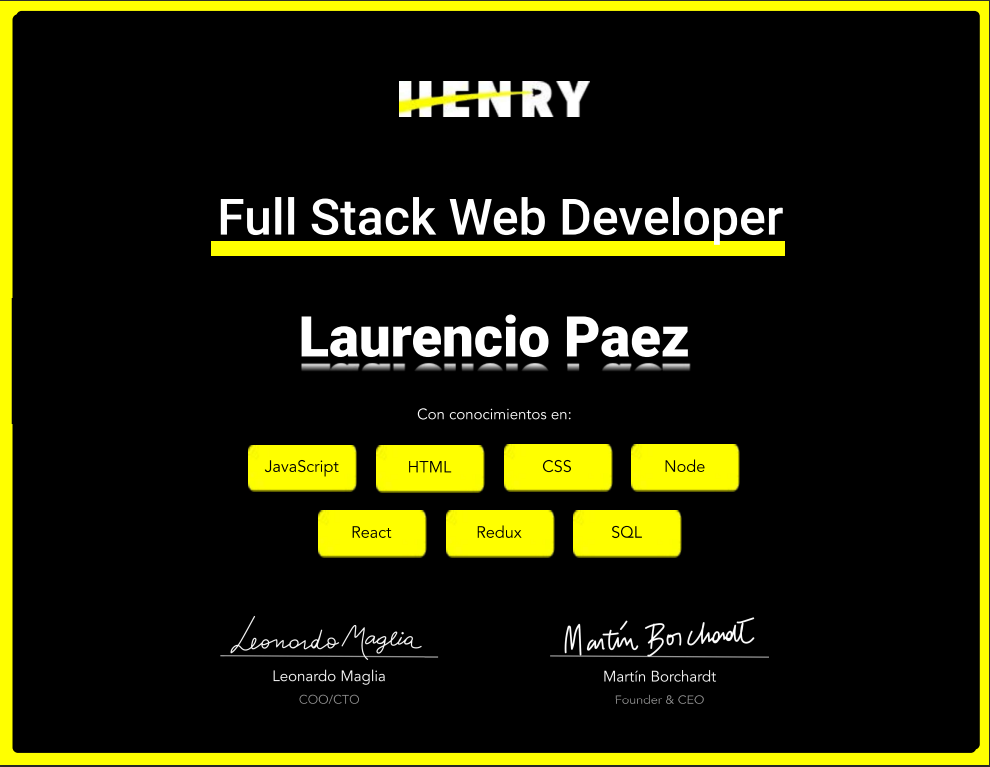 HENRY
Full Stack Web Developer
Laurencio Paez
Con conocimientos en:
JavaScript HTML CSS Node
React Redux SQL
Leonardo Maglia Martín Borchardt
Leonardo Maglia Martín Borchardt
COO/CTO Founder & CEO